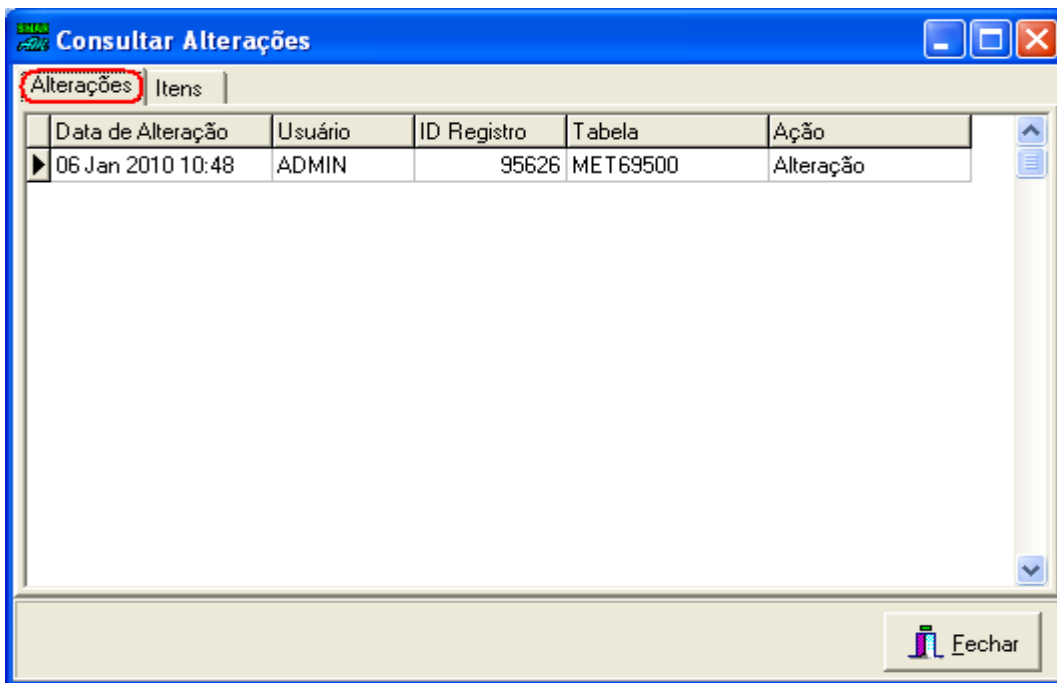 Consultar Alterações
Alterações Itens
Data de Alteração Usuário ID Registro Tabela Ação
06 Jan 2010 10:48 ADMIN 95626 MET69500 Alteração
Fechar